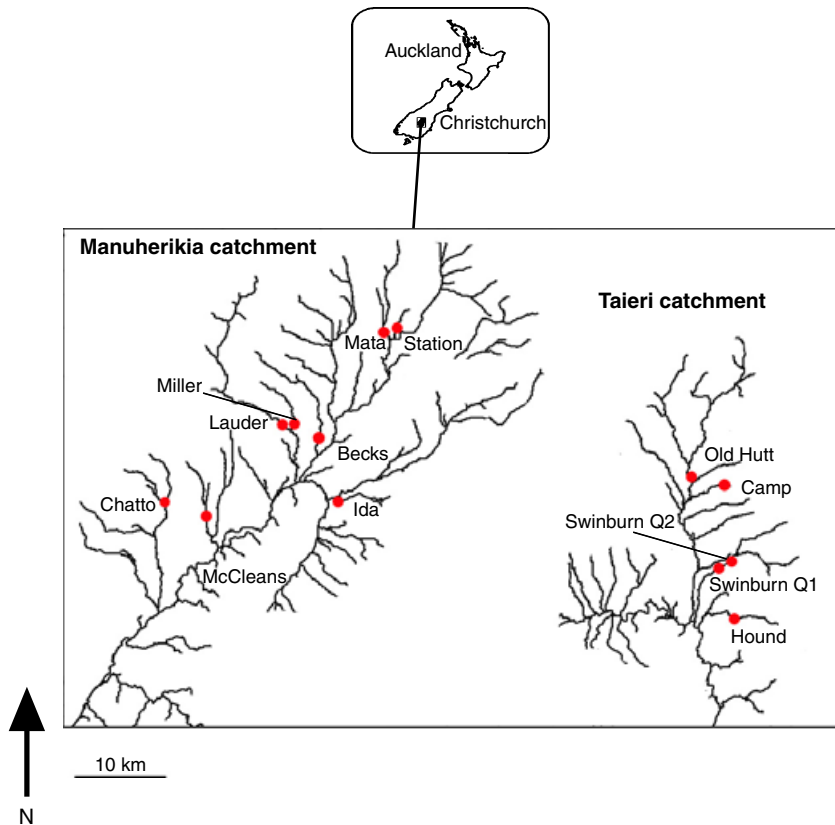 Auckland
Christchurch
Manuherikia catchment
Taieri catchment
Mata
Station
Miller
Lauder
Becks
Old Hutt
Camp
Chatto
Ida
Swinburn Q2
McCleans
Swinburn Q1
Hound
10 km
N